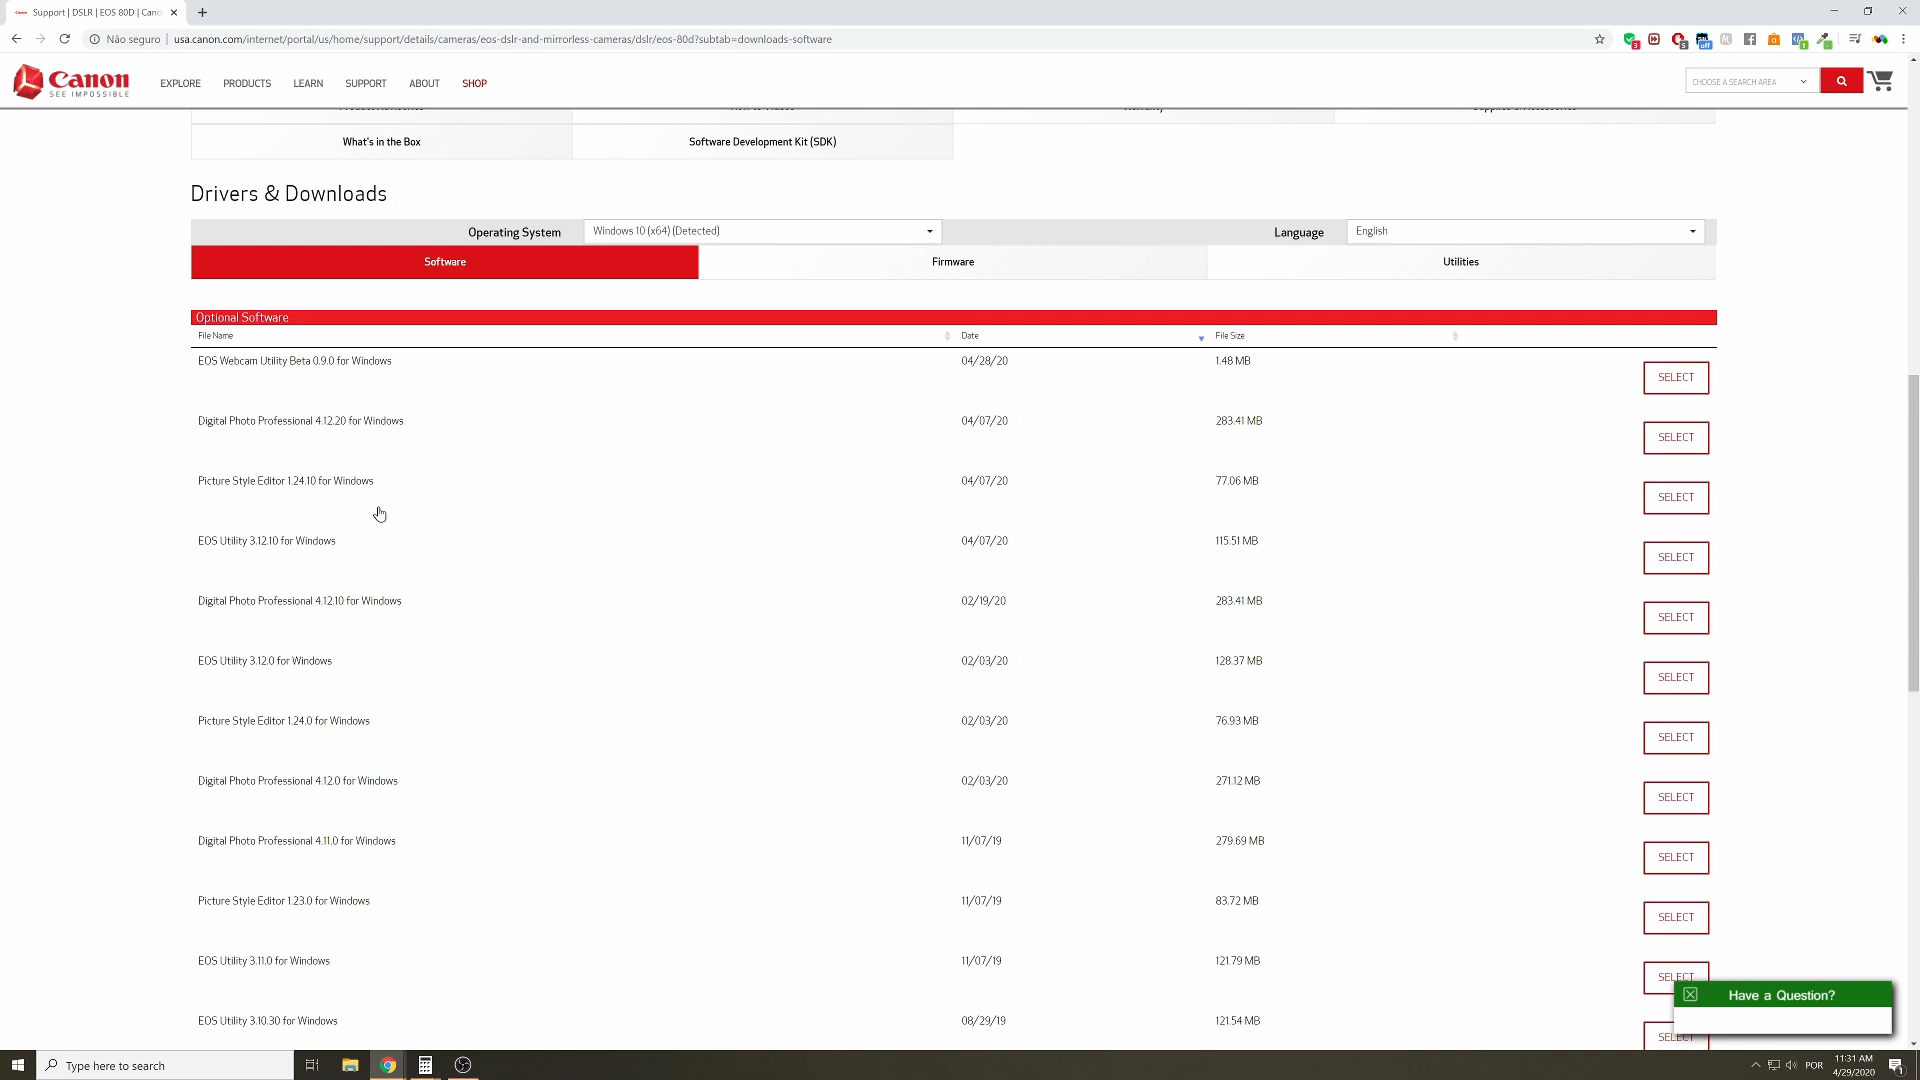 Support | DSLR | EOS 80D | Cano
Não seguro | usa.canon.com/internet/portal/us/home/support/details/cameras/eos-dslr-and-mirrorless-cameras/dslr/eos-80d?subtab=downloads-software
Canon
SEE IMPOSSIBLE
EXPLORE PRODUCTS LEARN SUPPORT ABOUT SHOP
CHOOSE A SEARCH AREA
What's in the Box Software Development Kit (SDK)
Drivers & Downloads
Operating System Windows 10 (x64) (Detected) Language English
Software Firmware Utilities
Optional Software
File Name Date File Size
EOS Webcam Utility Beta 0.9.0 for Windows 04/28/20 1.48 MB
SELECT
Digital Photo Professional 4.12.20 for Windows 04/07/20 283.41 MB
SELECT
Picture Style Editor 1.24.10 for Windows 04/07/20 77.06 MB
SELECT
EOS Utility 3.12.10 for Windows 04/07/20 115.51 MB
SELECT
Digital Photo Professional 4.12.10 for Windows 02/19/20 283.41 MB
SELECT
EOS Utility 3.12.0 for Windows 02/03/20 128.37 MB
SELECT
Picture Style Editor 1.24.0 for Windows 02/03/20 76.93 MB
SELECT
Digital Photo Professional 4.12.0 for Windows 02/03/20 271.12 MB
SELECT
Digital Photo Professional 4.11.0 for Windows 11/07/19 279.69 MB
SELECT
Picture Style Editor 1.23.0 for Windows 11/07/19 83.72 MB
SELECT
EOS Utility 3.11.0 for Windows 11/07/19 121.79 MB
SELECT
Have a Question?
EOS Utility 3.10.30 for Windows 08/29/19 121.54 MB
SELECT
Type here to search
POR
11:31 AM
4/29/2020